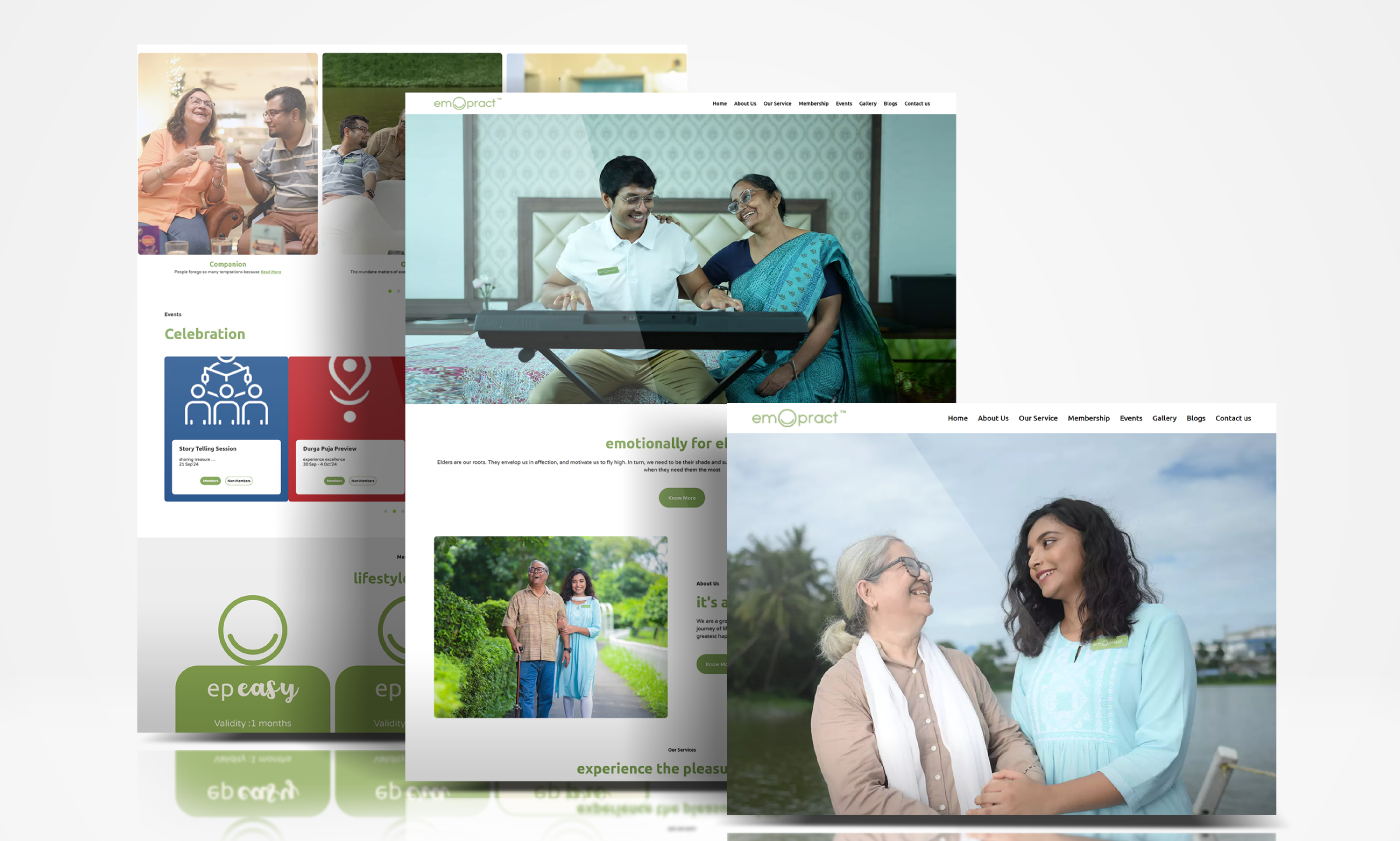 Companion
People forego so many temptations because Read More
The mundane matters of
Events
Celebration
Story Telling Session
sharing treasure ...
21 Sep'24
Members
Non Members
Durga Puja Preview
experience excellence
30 Sep - 4 Oct'24
Members
Non Members
lifestyle
ep easy
Validity :1 months
ep
Validity
emopract™
Home About Us Our Service Membership Events Gallery Blogs Contact us
emotionally for el
Elders are our roots. They envelop us in affection, and motivate us to fly high. In turn, we need to be their shade and
when they need them the most
Know More
About Us
it's a
We are a
journey of
greatest
Know
Our Services
experience the pleasu
emopract™
Home About Us Our Service Membership Events Gallery Blogs Contact us